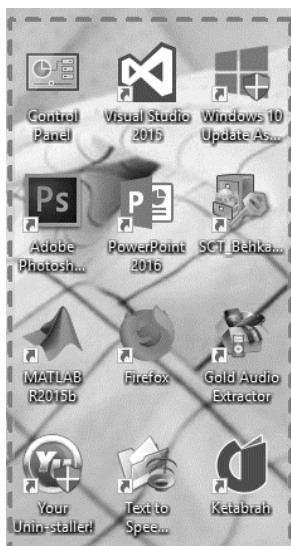 Control Visual Studio Windows 10
Panel 2015 Update As...
Ps P
Adobe PowerPoint SCT_Behka...
Photosh... 2016
MATLAB Firefox Gold Audio
R2015b Extractor
Your Text to Ketabrah
Unin-staller! Spee...